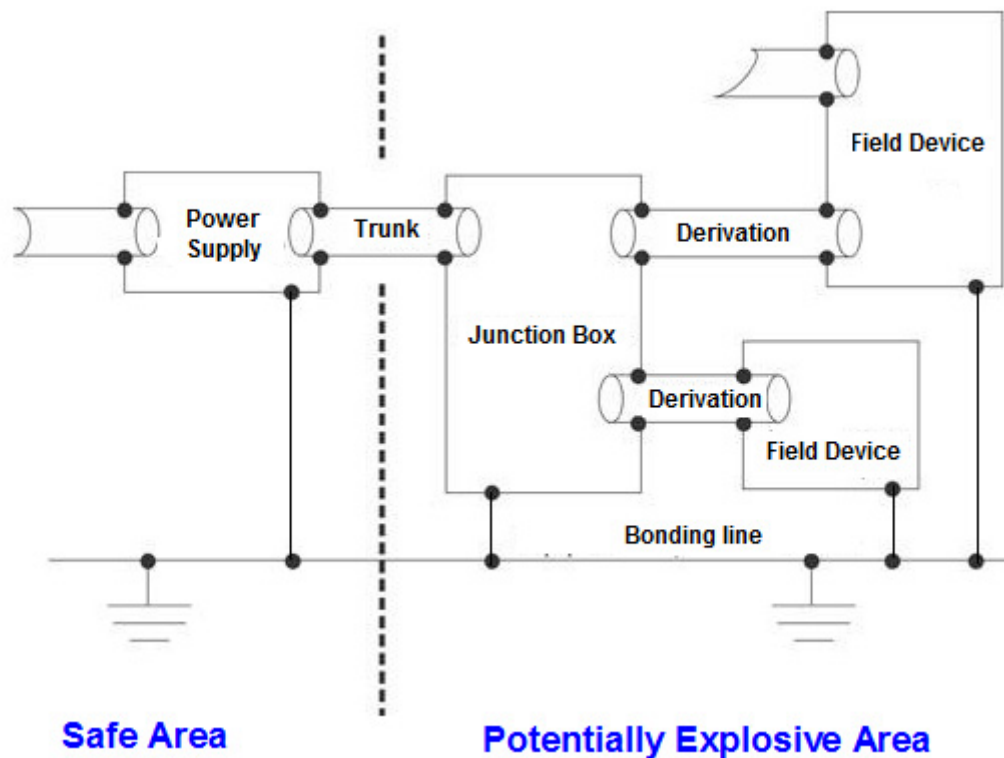 Field Device
Power
Supply
Trunk
Derivation
Junction Box
Derivation
Field Device
Bonding line
Safe Area
Potentially Explosive Area